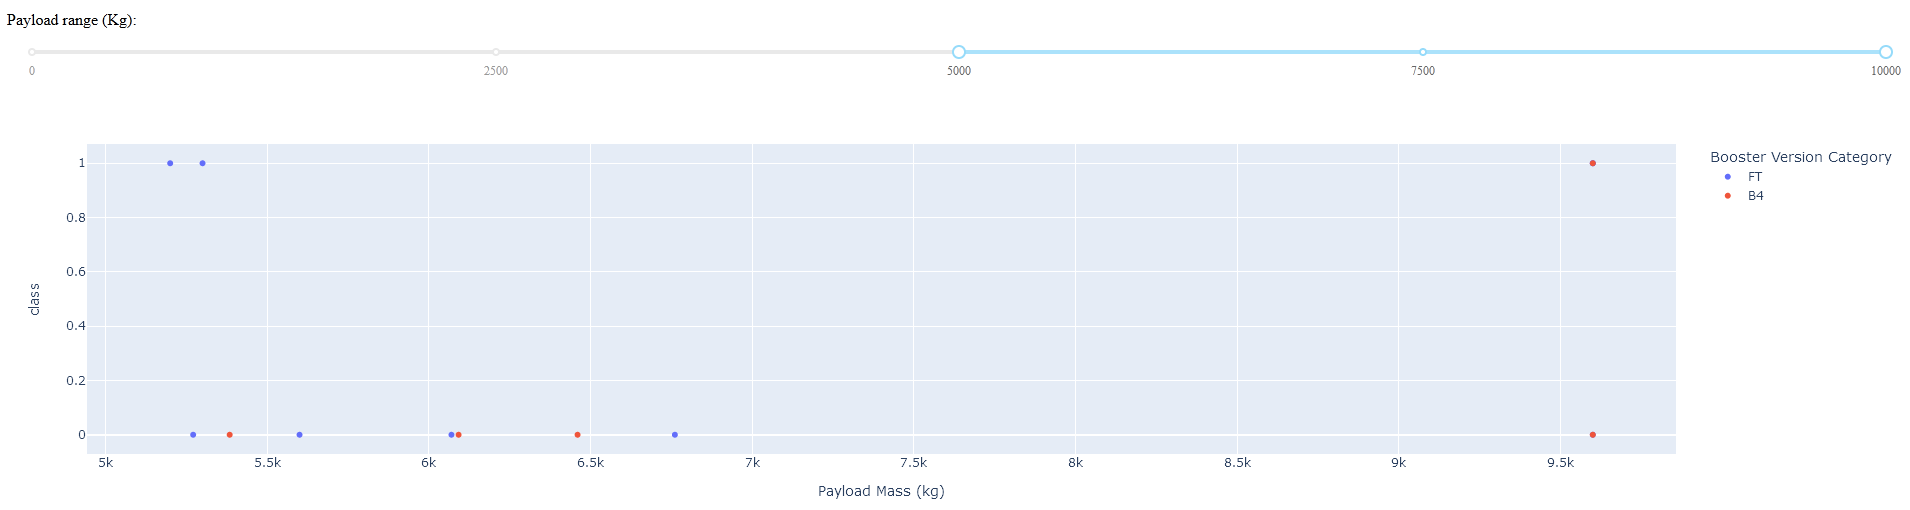 Payload range (Kg):
0 2500 5000 7500 10000
Booster Version Category
FT
B4
1
0.8
0.6
0.4
0.2
0
class
5k 5.5k 6k 6.5k 7k 7.5k 8k 8.5k 9k 9.5k
Payload Mass (kg)